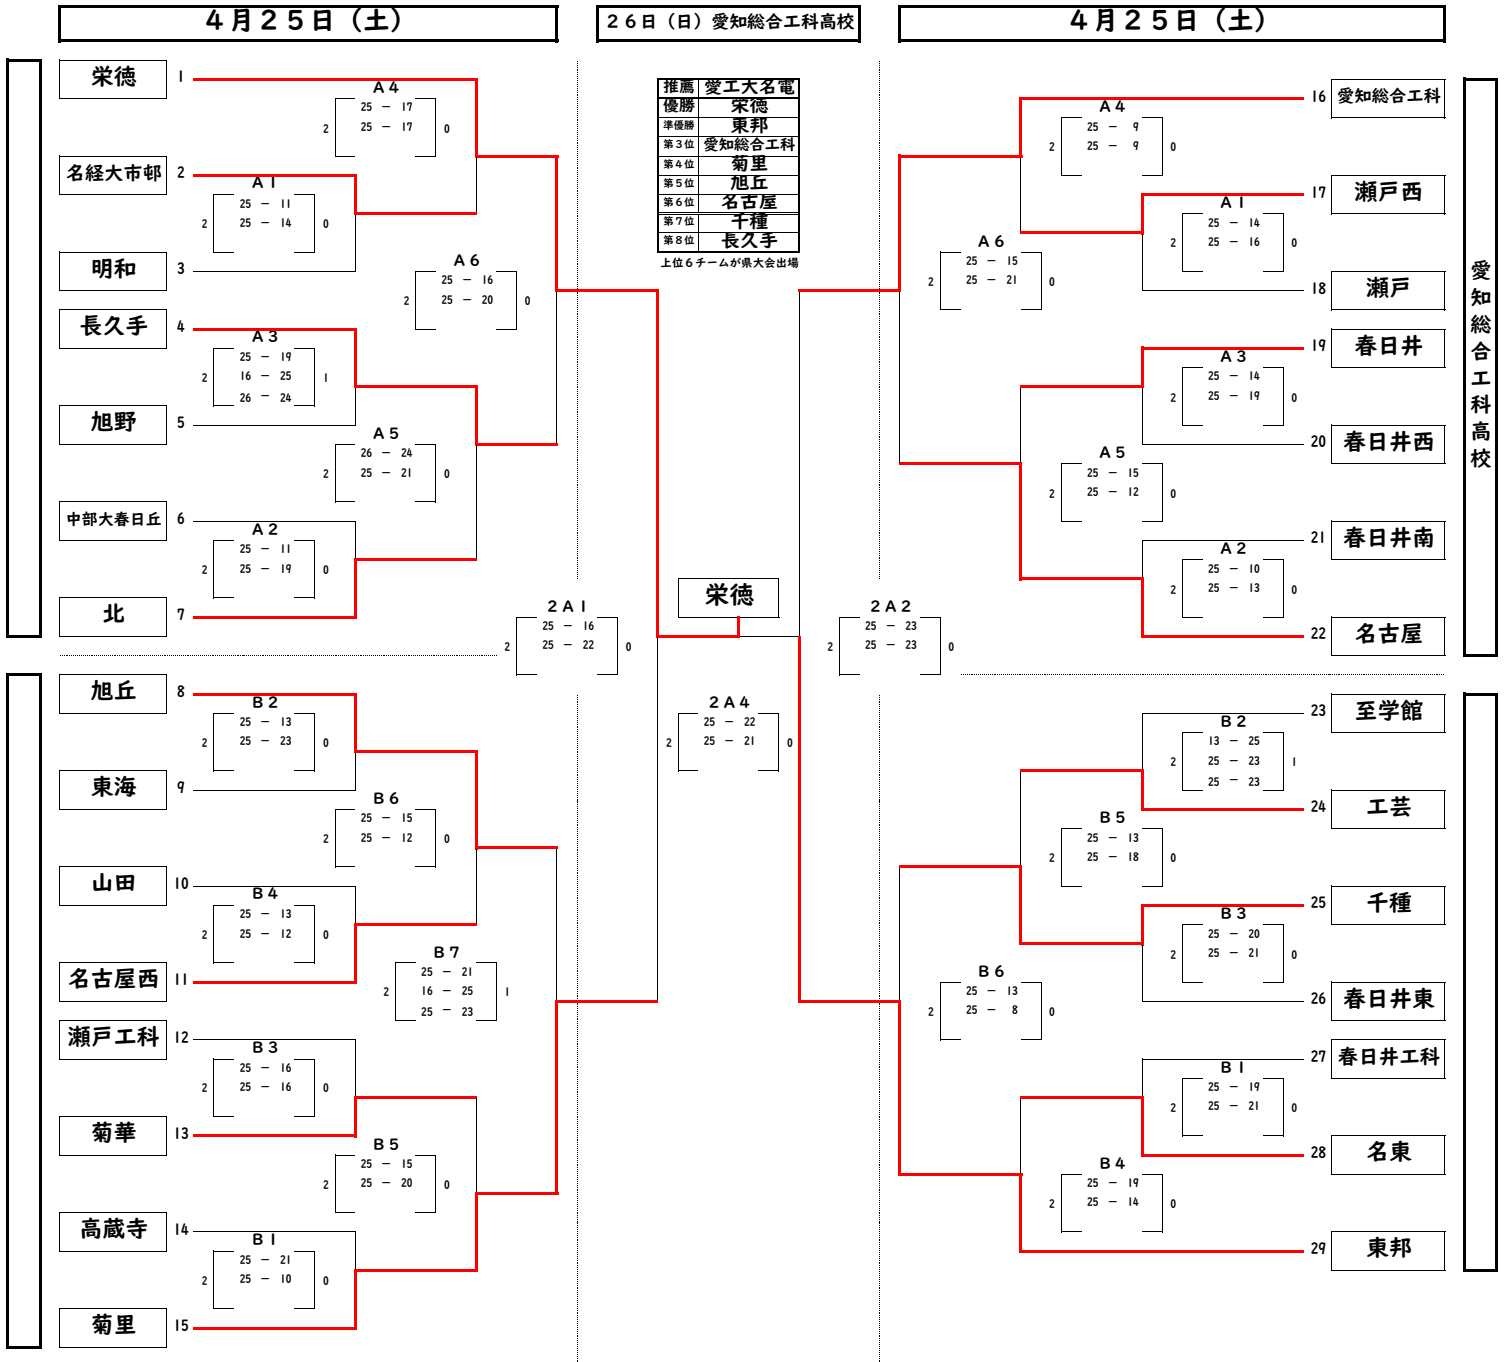 ４月２５日（土）
２６日（日）愛知総合工科高校
４月２５日（土）
推薦 愛工大名電
優勝 栄徳
準優勝 東邦
第３位 愛知総合工科
第４位 菊里
第５位 旭丘
第６位 名古屋
第７位 千種
第８位 長久手
上位６チームが県大会出場
栄徳 1
A4
25 − 17
2 25 − 17 0
名経大市邨 2
A1
25 − 11
2 25 − 14 0
明和 3
A6
25 − 16
2 25 − 20 0
長久手 4
A3
25 − 19
2 16 − 25 1
26 − 24
旭野 5
A5
26 − 24
2 25 − 21 0
中部大春日丘 6
A2
25 − 11
2 25 − 19 0
北 7
2A1
25 − 16
2 25 − 22 0
旭丘 8
B2
25 − 13
2 25 − 23 0
東海 9
B6
25 − 15
2 25 − 12 0
山田 10
B4
25 − 13
2 25 − 12 0
名古屋西 11
B7
25 − 21
2 16 − 25 1
25 − 23
瀬戸工科 12
B3
25 − 16
2 25 − 16 0
菊華 13
B5
25 − 15
2 25 − 20 0
高蔵寺 14
B1
25 − 21
2 25 − 10 0
菊里 15
栄徳
2A4
25 − 22
2 25 − 21 0
2A2
25 − 23
2 25 − 23 0
16 愛知総合工科
A4
25 − 9
2 25 − 9 0
17 瀬戸西
A1
25 − 14
2 25 − 16 0
18 瀬戸
A6
25 − 15
2 25 − 21 0
19 春日井
A3
25 − 14
2 25 − 19 0
20 春日井西
A5
25 − 15
2 25 − 12 0
21 春日井南
A2
25 − 10
2 25 − 13 0
22 名古屋
愛知総合工科高校
23 至学館
B2
13 − 25
2 25 − 23 1
25 − 23
24 工芸
B5
25 − 13
2 25 − 18 0
25 千種
B3
25 − 20
2 25 − 21 0
26 春日井東
B6
25 − 13
2 25 − 8 0
27 春日井工科
B1
25 − 19
2 25 − 21 0
28 名東
B4
25 − 19
2 25 − 14 0
29 東邦